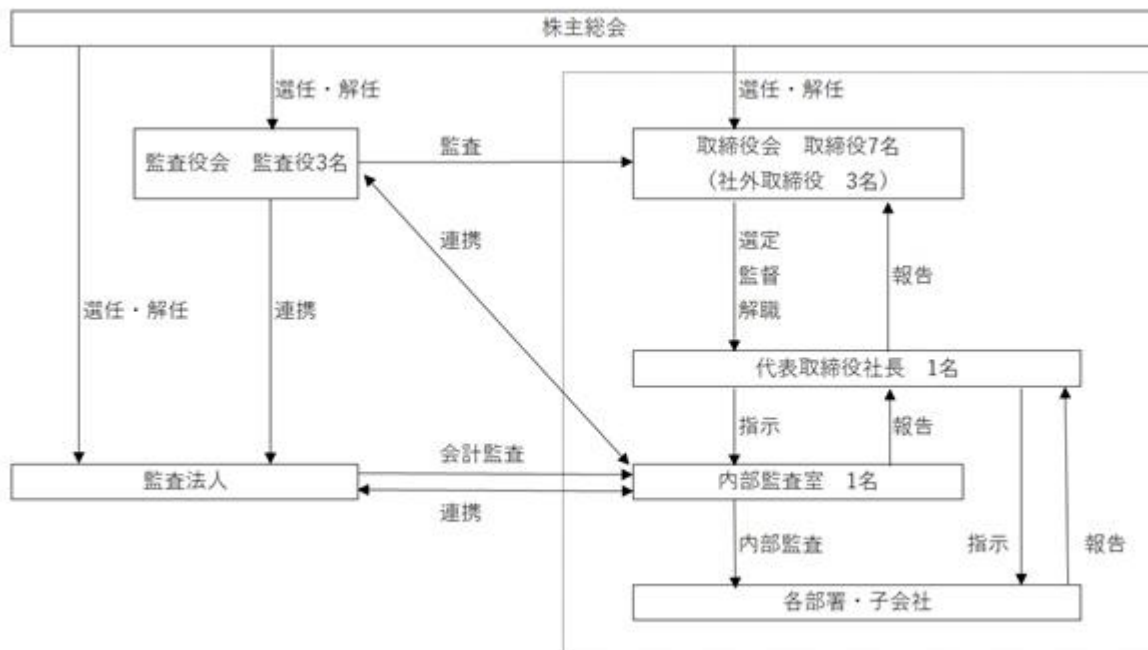 株主総会
選任・解任
選任・解任
監査役会　監査役3名
監査
取締役会　取締役7名
（社外取締役　3名）
連携
選定
監督
解職
報告
選任・解任
連携
代表取締役社長　1名
指示
報告
会計監査
監査法人
内部監査室　1名
連携
内部監査
指示
報告
各部署・子会社